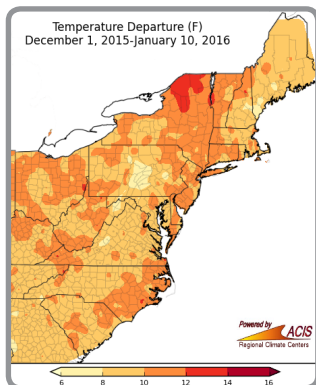 Temperature Departure (F)
December 1, 2015-January 10, 2016
Powered by
ACIS
Regional Climate Centers
6 8 10 12 14 16